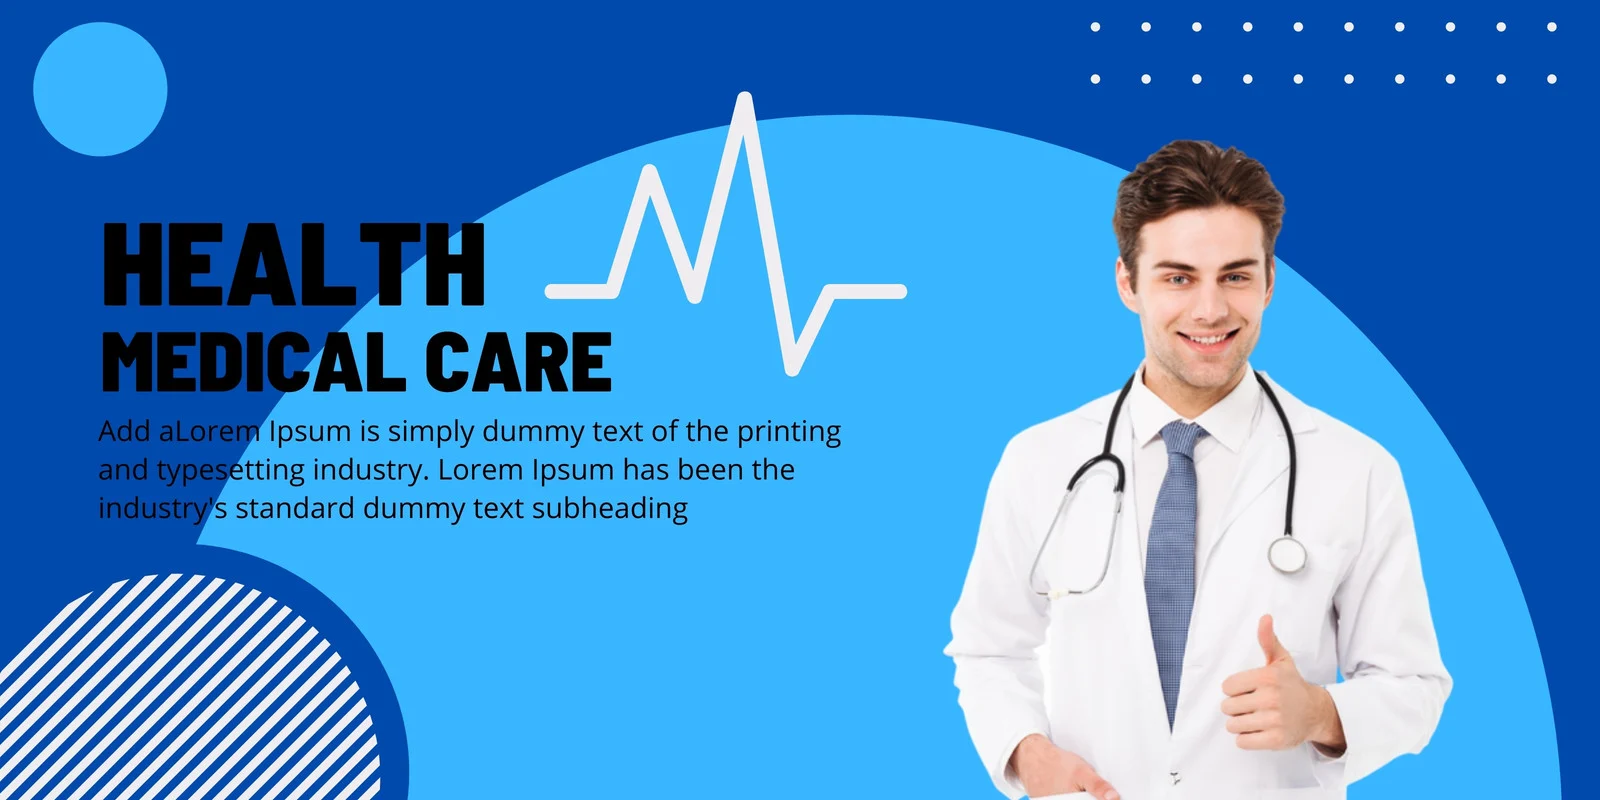 HEALTH
MEDICAL CARE
Add aLorem Ipsum is simply dummy text of the printing
and typesetting industry. Lorem Ipsum has been the
industry's standard dummy text subheading